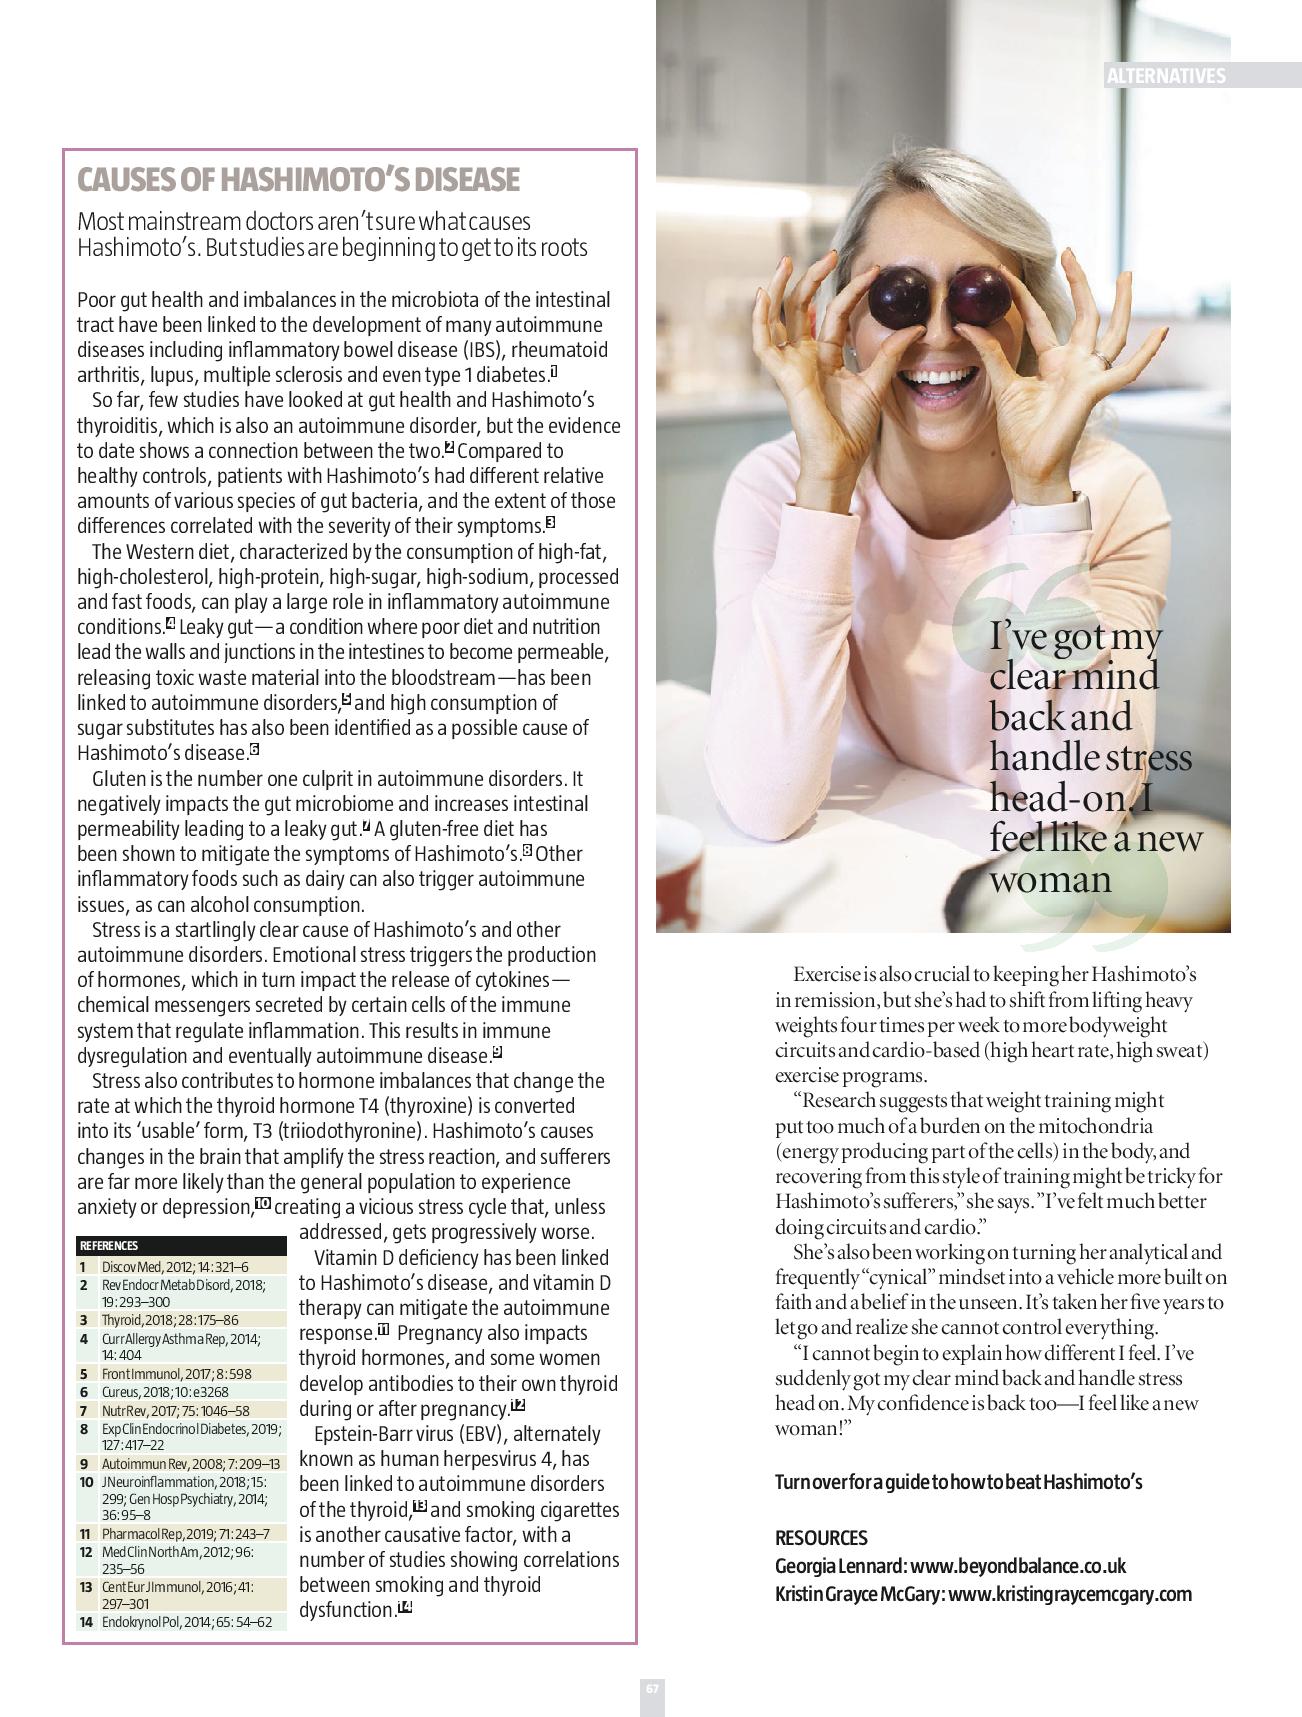 ALTERNATIVES
CAUSES OF HASHIMOTO'S DISEASE
Most mainstream doctors aren't sure what causes
Hashimoto's. But studies are beginning to get to its roots
Poor gut health and imbalances in the microbiota of the intestinal
tract have been linked to the development of many autoimmune
diseases including inflammatory bowel disease (IBS), rheumatoid
arthritis, lupus, multiple sclerosis and even type 1 diabetes.1
So far, few studies have looked at gut health and Hashimoto's
thyroiditis, which is also an autoimmune disorder, but the evidence
to date shows a connection between the two.2 Compared to
healthy controls, patients with Hashimoto's had different relative
amounts of various species of gut bacteria, and the extent of those
differences correlated with the severity of their symptoms.3
The Western diet, characterized by the consumption of high-fat,
high-cholesterol, high-protein, high-sugar, high-sodium, processed
and fast foods, can play a large role in inflammatory autoimmune
conditions.4 Leaky gut—a condition where poor diet and nutrition
lead the walls and junctions in the intestines to become permeable,
releasing toxic waste material into the bloodstream—has been
linked to autoimmune disorders,5 and high consumption of
sugar substitutes has also been identified as a possible cause of
Hashimoto's disease.6
Gluten is the number one culprit in autoimmune disorders. It
negatively impacts the gut microbiome and increases intestinal
permeability leading to a leaky gut.7 A gluten-free diet has
been shown to mitigate the symptoms of Hashimoto's.8 Other
inflammatory foods such as dairy can also trigger autoimmune
issues, as can alcohol consumption.
Stress is a startlingly clear cause of Hashimoto's and other
autoimmune disorders. Emotional stress triggers the production
of hormones, which in turn impact the release of cytokines—
chemical messengers secreted by certain cells of the immune
system that regulate inflammation. This results in immune
dysregulation and eventually autoimmune disease.9
Stress also contributes to hormone imbalances that change the
rate at which the thyroid hormone T4 (thyroxine) is converted
into its 'usable' form, T3 (triiodothyronine). Hashimoto's causes
changes in the brain that amplify the stress reaction, and sufferers
are far more likely than the general population to experience
anxiety or depression,10 creating a vicious stress cycle that, unless
addressed, gets progressively worse.
Vitamin D deficiency has been linked
to Hashimoto's disease, and vitamin D
therapy can mitigate the autoimmune
response.11 Pregnancy also impacts
thyroid hormones, and some women
develop antibodies to their own thyroid
during or after pregnancy.12
Epstein-Barr virus (EBV), alternately
known as human herpesvirus 4, has
been linked to autoimmune disorders
of the thyroid,13 and smoking cigarettes
is another causative factor, with a
number of studies showing correlations
between smoking and thyroid
dysfunction.14
REFERENCES
1 Discov Med, 2012; 14: 321–6
2 Rev Endocr Metab Disord, 2018;
19: 293–300
3 Thyroid, 2018; 28: 175–86
4 Curr Allergy Asthma Rep, 2014;
14: 404
5 Front Immunol, 2017; 8: 598
6 Cureus, 2018; 10: e3268
7 Nutr Rev, 2017; 75: 1046–58
8 Exp Clin Endocrinol Diabetes, 2019;
127: 417–22
9 Autoimmun Rev, 2008; 7: 209–13
10 J Neuroinflammation, 2018; 15:
299; Gen Hosp Psychiatry, 2014;
36: 95–8
11 Pharmacol Rep, 2019; 71: 243–7
12 Med Clin North Am, 2012; 96:
235–56
13 Cent Eur J Immunol, 2016; 41:
297–301
14 Endokrynol Pol, 2014; 65: 54–62
“
I've got my
clear mind
back and
handle stress
head-on. I
feel like a new
woman
”
Exercise is also crucial to keeping her Hashimoto's
in remission, but she's had to shift from lifting heavy
weights four times per week to more bodyweight
circuits and cardio-based (high heart rate, high sweat)
exercise programs.
“Research suggests that weight training might
put too much of a burden on the mitochondria
(energy producing part of the cells) in the body, and
recovering from this style of training might be tricky for
Hashimoto's sufferers,” she says. ”I've felt much better
doing circuits and cardio.”
She's also been working on turning her analytical and
frequently “cynical” mindset into a vehicle more built on
faith and a belief in the unseen. It's taken her five years to
let go and realize she cannot control everything.
“I cannot begin to explain how different I feel. I've
suddenly got my clear mind back and handle stress
head on. My confidence is back too—I feel like a new
woman!”
Turn over for a guide to how to beat Hashimoto's
RESOURCES
Georgia Lennard: www.beyondbalance.co.uk
Kristin Grayce McGary: www.kristingraycemcgary.com
67